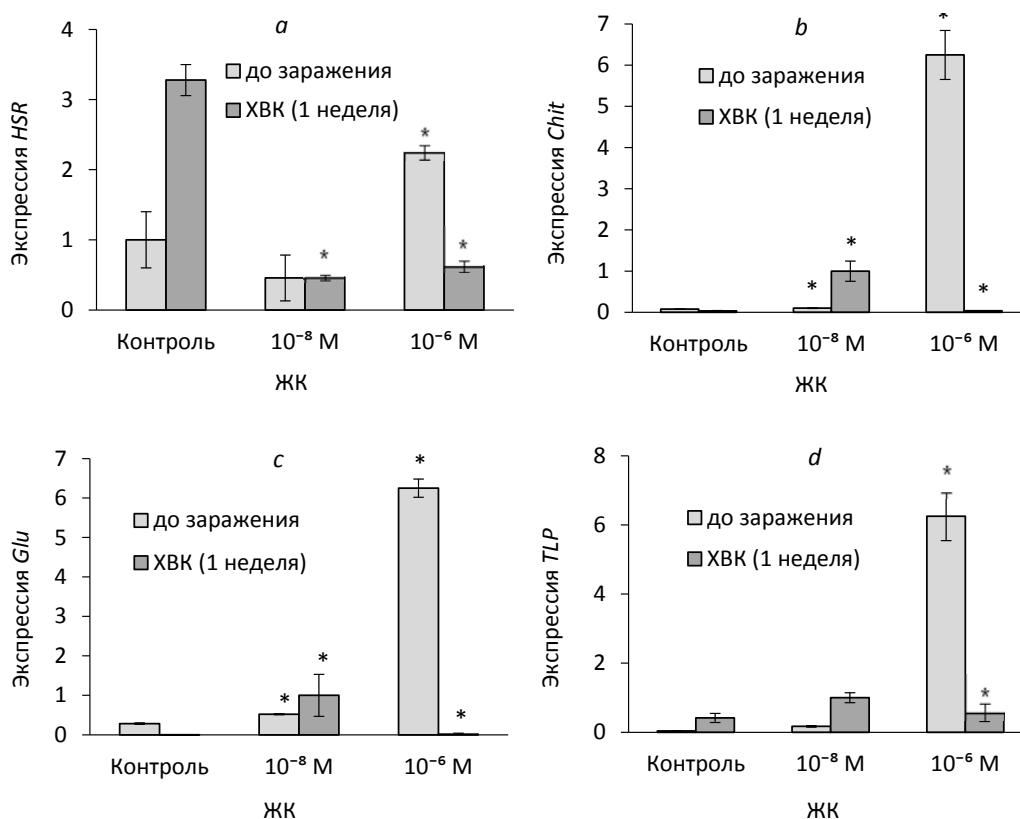 a
Экспрессия HSR
4
3
2
1
0
до заражения
ХВК (1 неделя)
*
*
*
Контроль
10⁻⁸ М
10⁻⁶ М
ЖК
b
Экспрессия Chit
7
6
5
4
3
2
1
0
до заражения
ХВК (1 неделя)
*
*
*
*
Контроль
10⁻⁸ М
10⁻⁶ М
ЖК
c
Экспрессия Glu
7
6
5
4
3
2
1
0
до заражения
ХВК (1 неделя)
*
*
*
*
Контроль
10⁻⁸ М
10⁻⁶ М
ЖК
d
Экспрессия TLP
8
6
4
2
0
до заражения
ХВК (1 неделя)
*
*
Контроль
10⁻⁸ М
10⁻⁶ М
ЖК